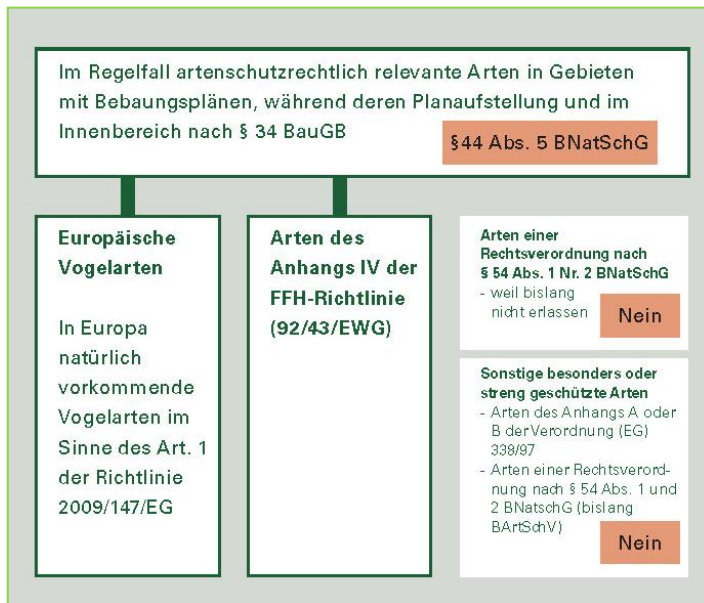 Im Regelfall artenschutzrechtlich relevante Arten in Gebieten
mit Bebaungsplänen, während deren Planaufstellung und im
Innenbereich nach § 34 BauGB
§44 Abs. 5 BNatSchG
Europäische
Vogelarten
In Europa
natürlich
vorkommende
Vogelarten im
Sinne des Art. 1
der Richtlinie
2009/147/EG
Arten des
Anhangs IV der
FFH-Richtlinie
(92/43/EWG)
Arten einer
Rechtsverordnung nach
§ 54 Abs. 1 Nr. 2 BNatSchG
- weil bislang
nicht erlassen
Nein
Sonstige besonders oder
streng geschützte Arten
- Arten des Anhangs A oder
B der Verordnung (EG)
338/97
- Arten einer Rechtsverord-
nung nach § 54 Abs. 1 und
2 BNatschG (bislang
BArtSchV)
Nein